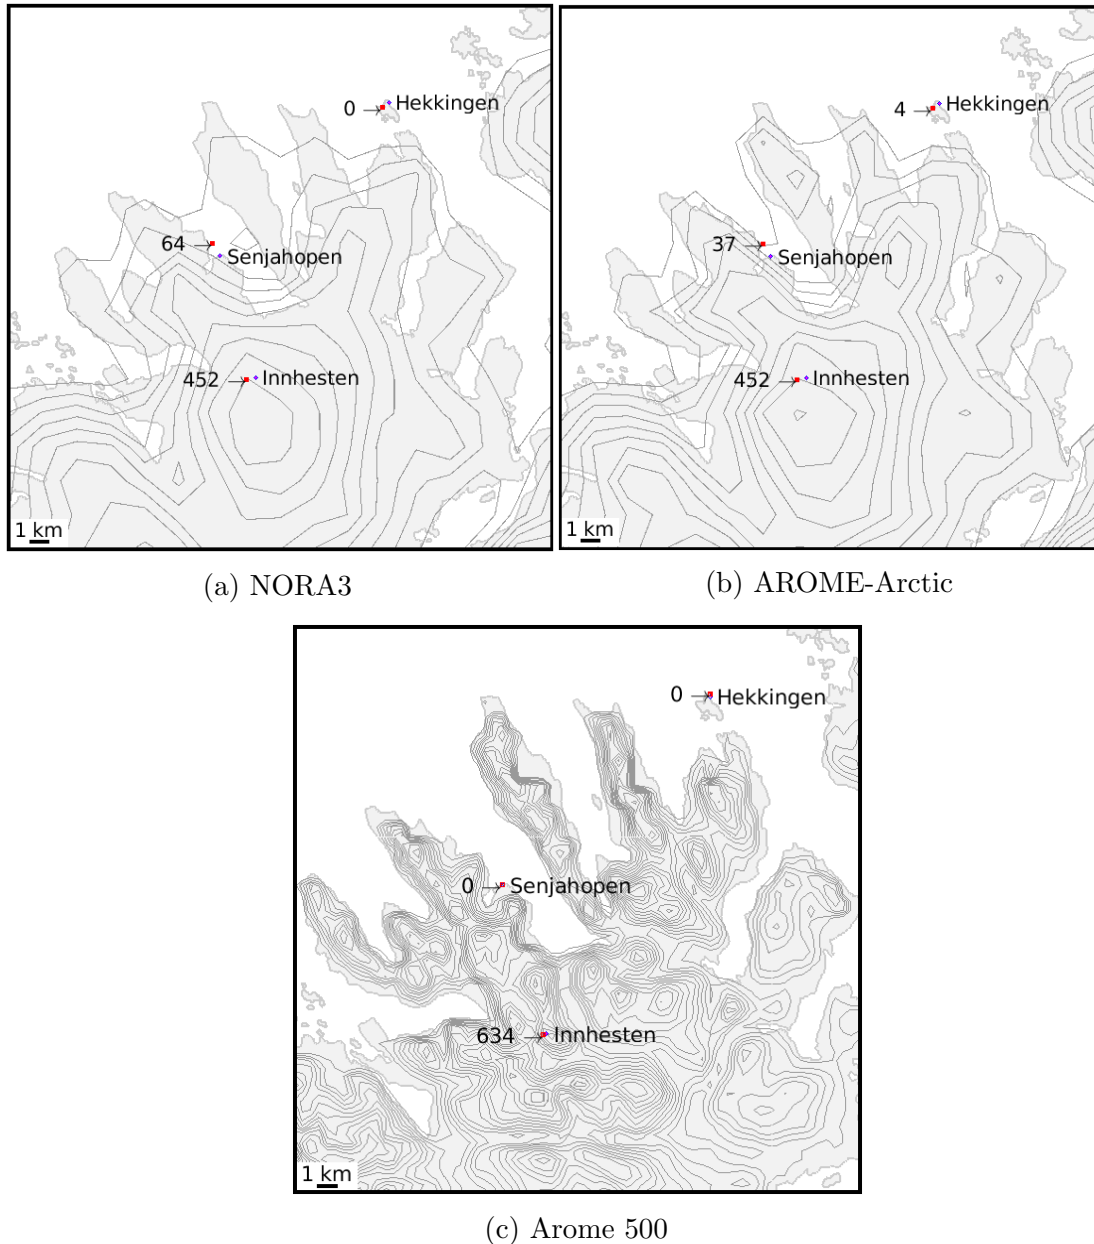 0 → Hekkingen
64 → Senjahopen
452 → Innhesten
1 km
(a) NORA3
4 → Hekkingen
37 → Senjahopen
452 → Innhesten
1 km
(b) AROME-Arctic
0 → Hekkingen
0 → Senjahopen
634 → Innhesten
1 km
(c) Arome 500